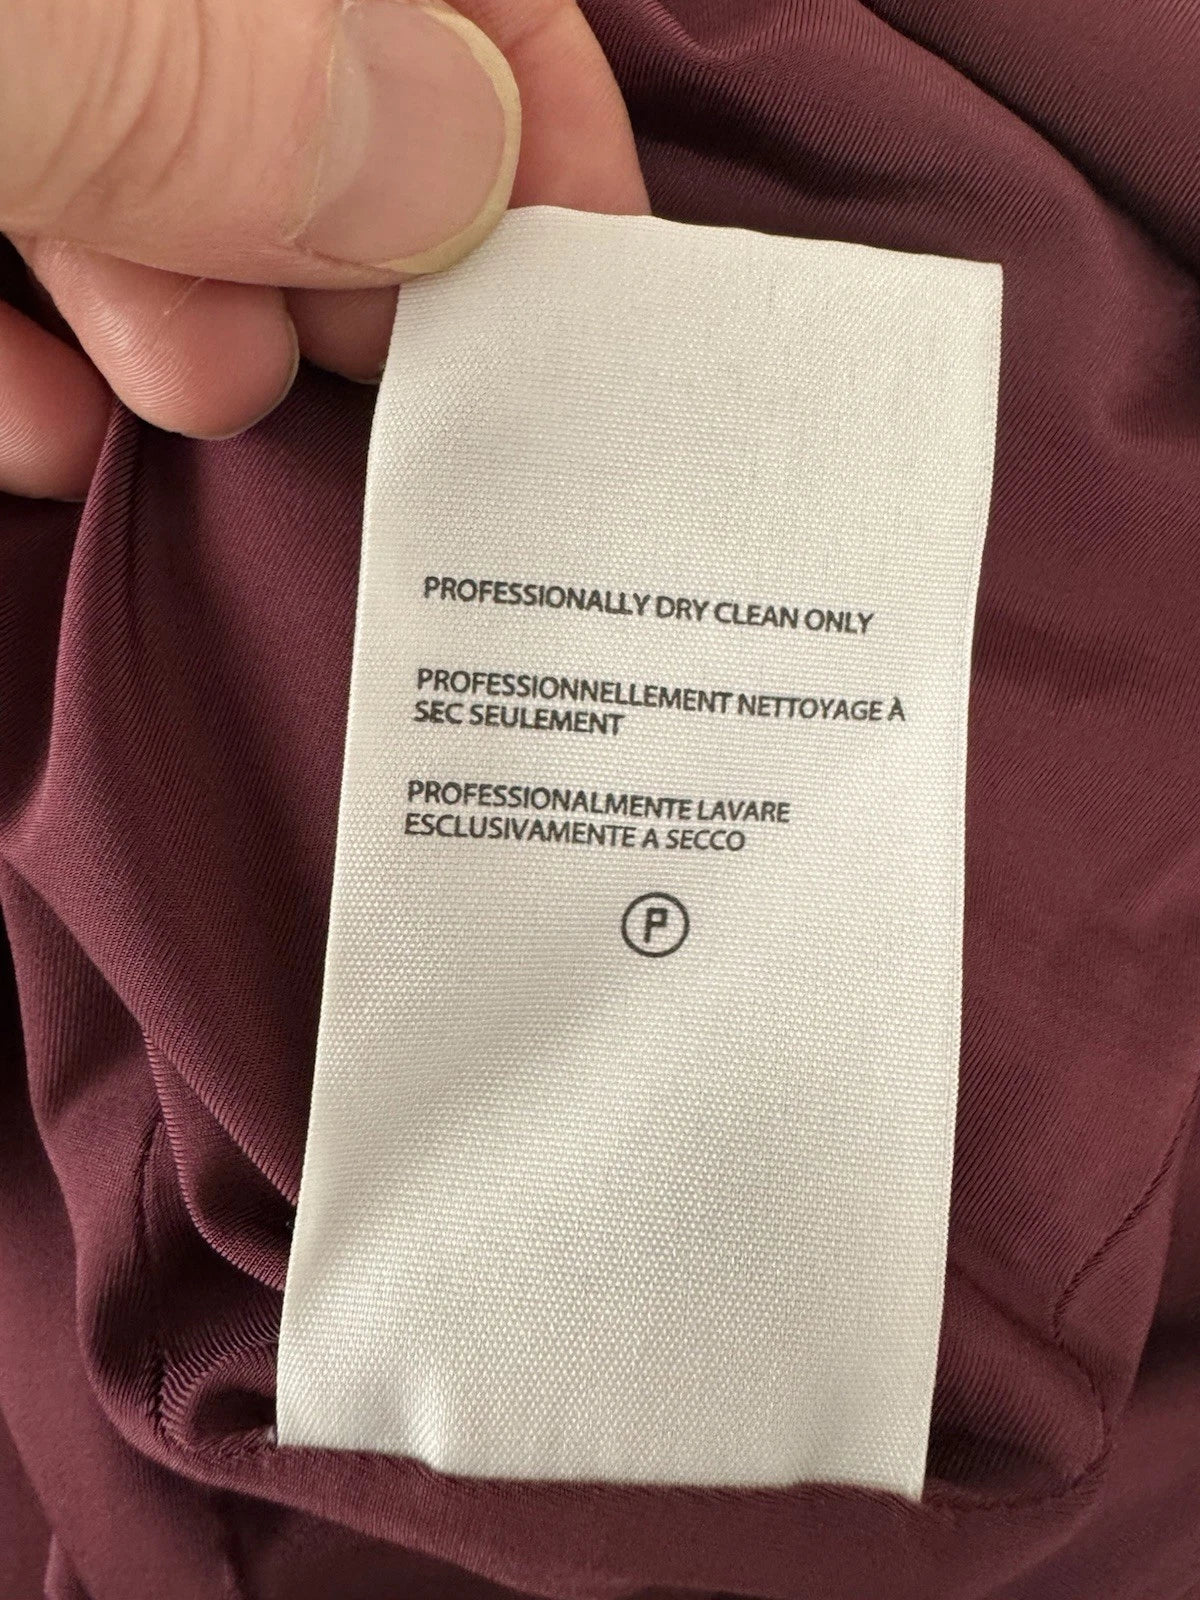 PROFESSIONALLY DRY CLEAN ONLY
PROFESSIONNELLEMENT NETTOYAGE À
SEC SEULEMENT
PROFESSIONALMENTE LAVARE
ESCLUSIVAMENTE A SECCO
P